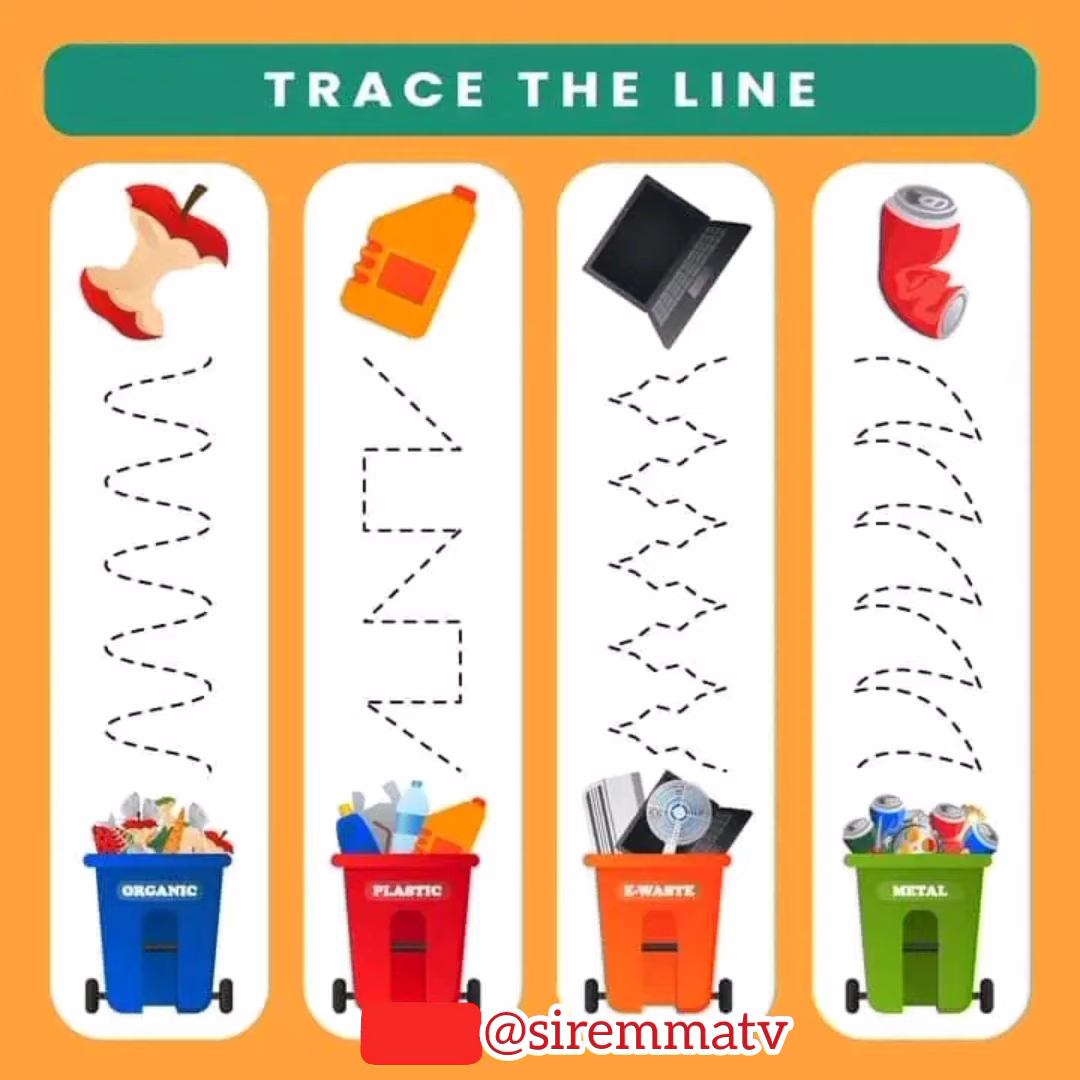 TRACE THE LINE
ORGANIC
PLASTIC
E-WASTE
METAL
@siremmatv